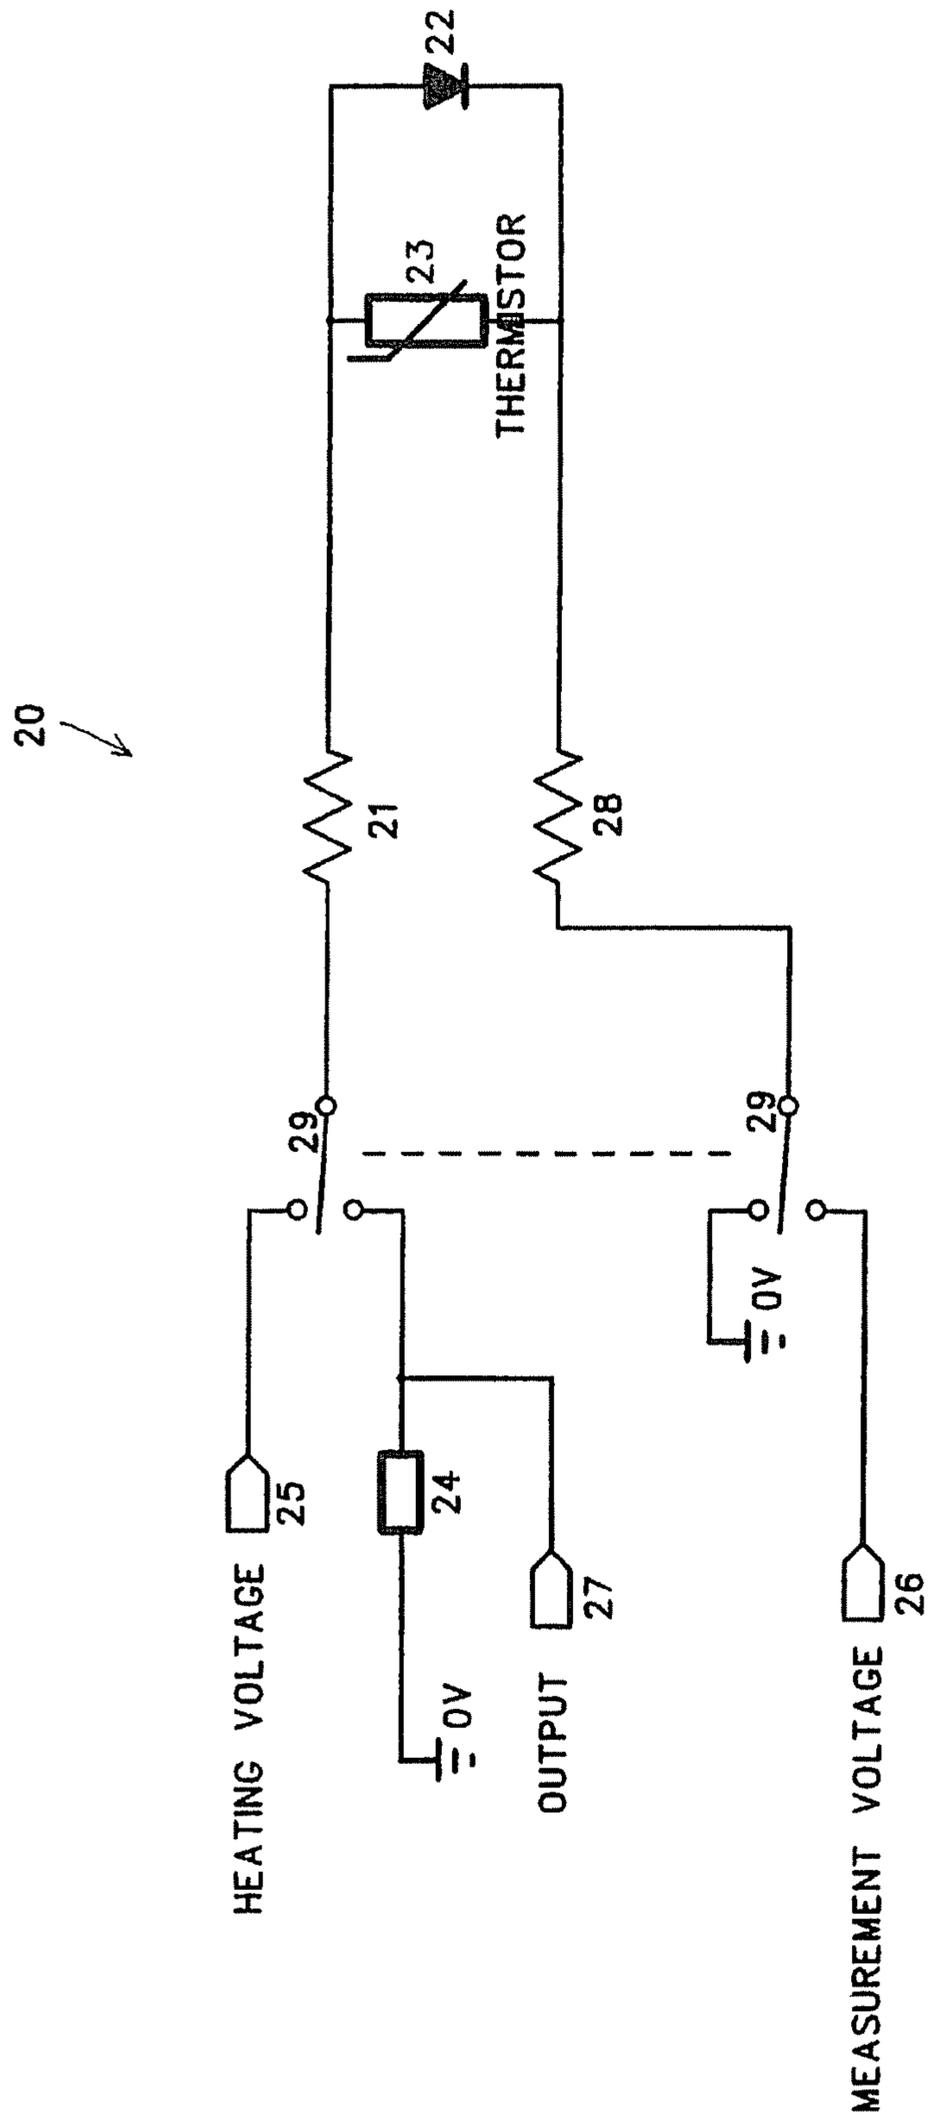 20
HEATING VOLTAGE
25
29
21
23
22
THERMISTOR
24
0V
OUTPUT
27
0V
29
28
MEASUREMENT VOLTAGE
26